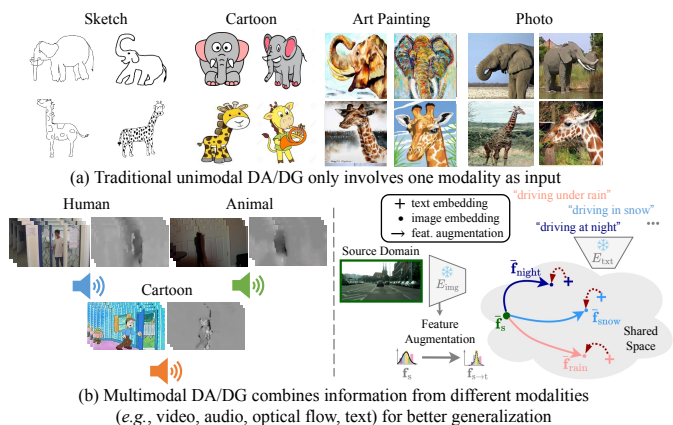 Sketch
Cartoon
Art Painting
Photo
(a) Traditional unimodal DA/DG only involves one modality as input
Human
Animal
Cartoon
+ text embedding
• image embedding
→ feat. augmentation
Source Domain
E_img
Feature
Augmentation
f_s
f_{s→t}
"driving under rain"
"driving in snow"
"driving at night"
...
E_txt
f̄_night
f̄_s
f̄_snow
f̄_rain
Shared
Space
(b) Multimodal DA/DG combines information from different modalities
(e.g., video, audio, optical flow, text) for better generalization